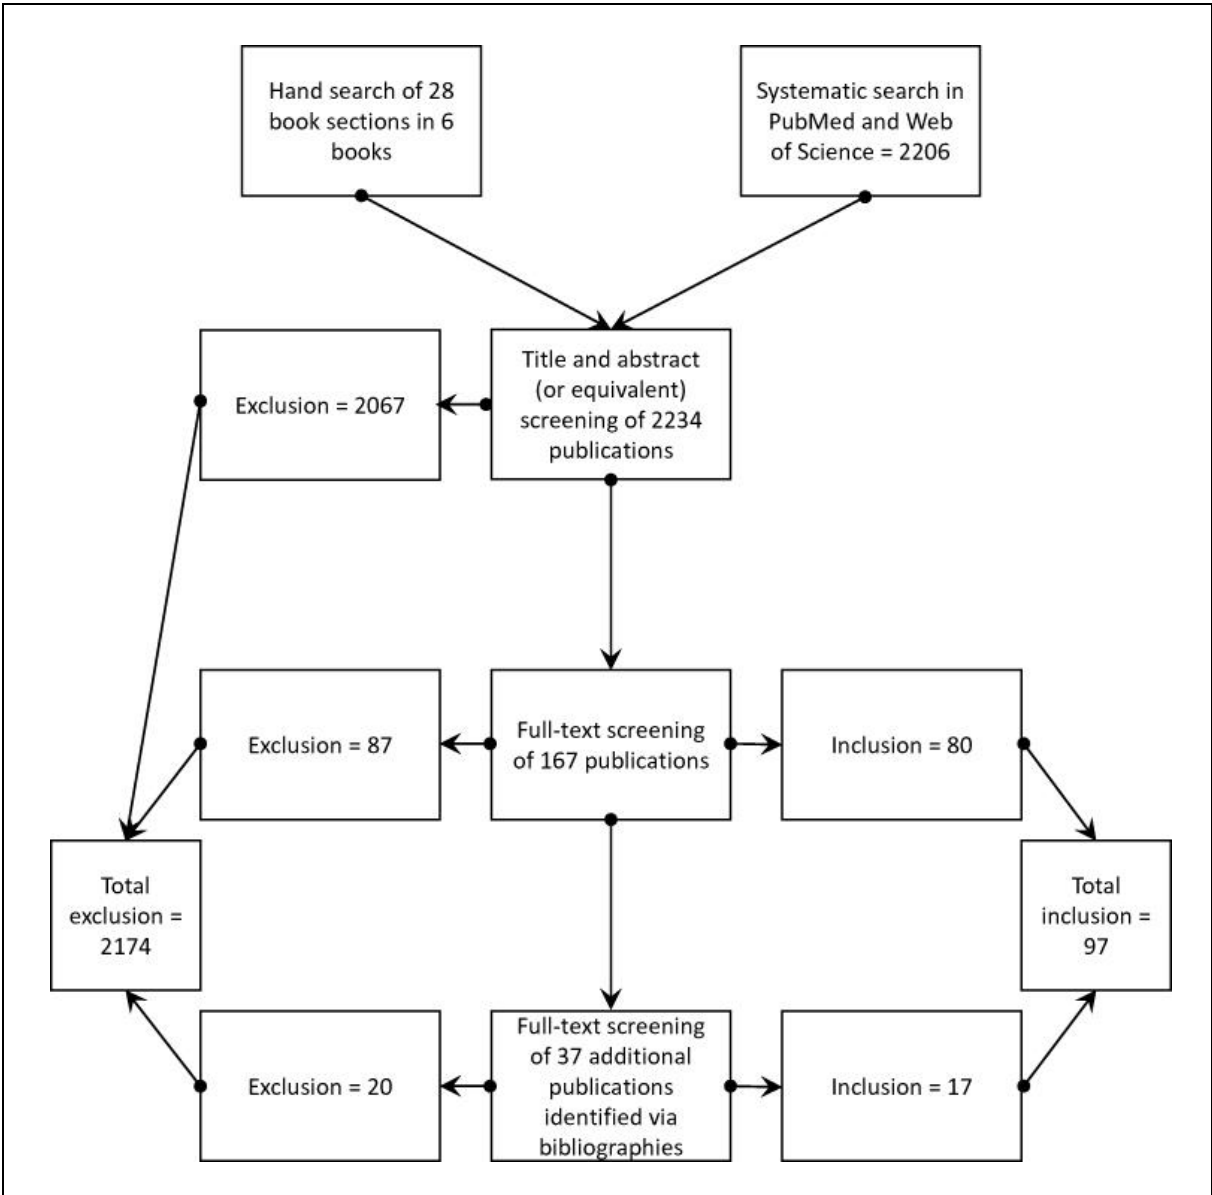 Hand search of 28
book sections in 6
books
Systematic search in
PubMed and Web
of Science = 2206
Title and abstract
(or equivalent)
screening of 2234
publications
Exclusion = 2067
Full-text screening
of 167 publications
Exclusion = 87
Inclusion = 80
Total
exclusion =
2174
Total
inclusion =
97
Full-text screening
of 37 additional
publications
identified via
bibliographies
Exclusion = 20
Inclusion = 17